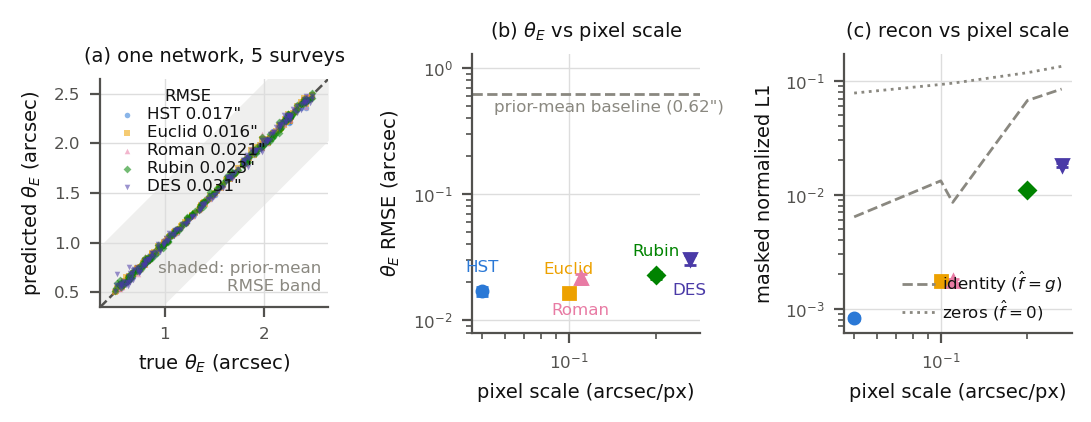 (a) one network, 5 surveys
predicted θ_E (arcsec)
2.5
2.0
1.5
1.0
0.5
RMSE
HST 0.017"
Euclid 0.016"
Roman 0.021"
Rubin 0.023"
DES 0.031"
shaded: prior-mean
RMSE band
1
2
true θ_E (arcsec)
(b) θ_E vs pixel scale
θ_E RMSE (arcsec)
10⁰
10⁻¹
10⁻²
prior-mean baseline (0.62")
HST
Euclid
Roman
Rubin
DES
10⁻¹
pixel scale (arcsec/px)
(c) recon vs pixel scale
masked normalized L1
10⁻¹
10⁻²
10⁻³
identity (f̂ = g)
zeros (f̂ = 0)
10⁻¹
pixel scale (arcsec/px)